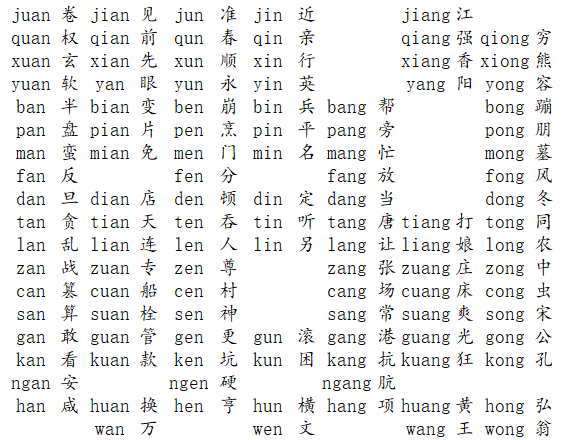 juan 卷 jian 见 jun 准 jin 近 jiang 江
quan 权 qian 前 qun 春 qin 亲 qiang 强 qiong 穷
xuan 玄 xian 先 xun 顺 xin 行 xiang 香 xiong 熊
yuan 软 yan 眼 yun 永 yin 英 yang 阳 yong 容
ban 半 bian 变 ben 崩 bin 兵 bang 帮 bong 蹦
pan 盘 pian 片 pen 烹 pin 平 pang 旁 pong 朋
man 蛮 mian 免 men 门 min 名 mang 忙 mong 墓
fan 反 fen 分 fang 放 fong 风
dan 旦 dian 店 den 顿 din 定 dang 当 dong 冬
tan 贪 tian 天 ten 吞 tin 听 tang 唐 tiang 打 tong 同
lan 乱 lian 连 len 人 lin 另 lang 让 liang 娘 long 农
zan 战 zuan 专 zen 尊 zang 张 zuang 庄 zong 中
can 篡 cuan 船 cen 村 cang 场 cuang 床 cong 虫
san 算 suan 栓 sen 神 sang 常 suang 爽 song 宋
gan 敢 guan 管 gen 更 gun 滚 gang 港 guang 光 gong 公
kan 看 kuan 款 ken 坑 kun 困 kang 抗 kuang 狂 kong 孔
ngan 安 ngen 硬 ngang 肮
han 咸 huan 换 hen 亨 hun 横 hang 项 huang 黄 hong 弘
wan 万 wen 文 wang 王 wong 翁